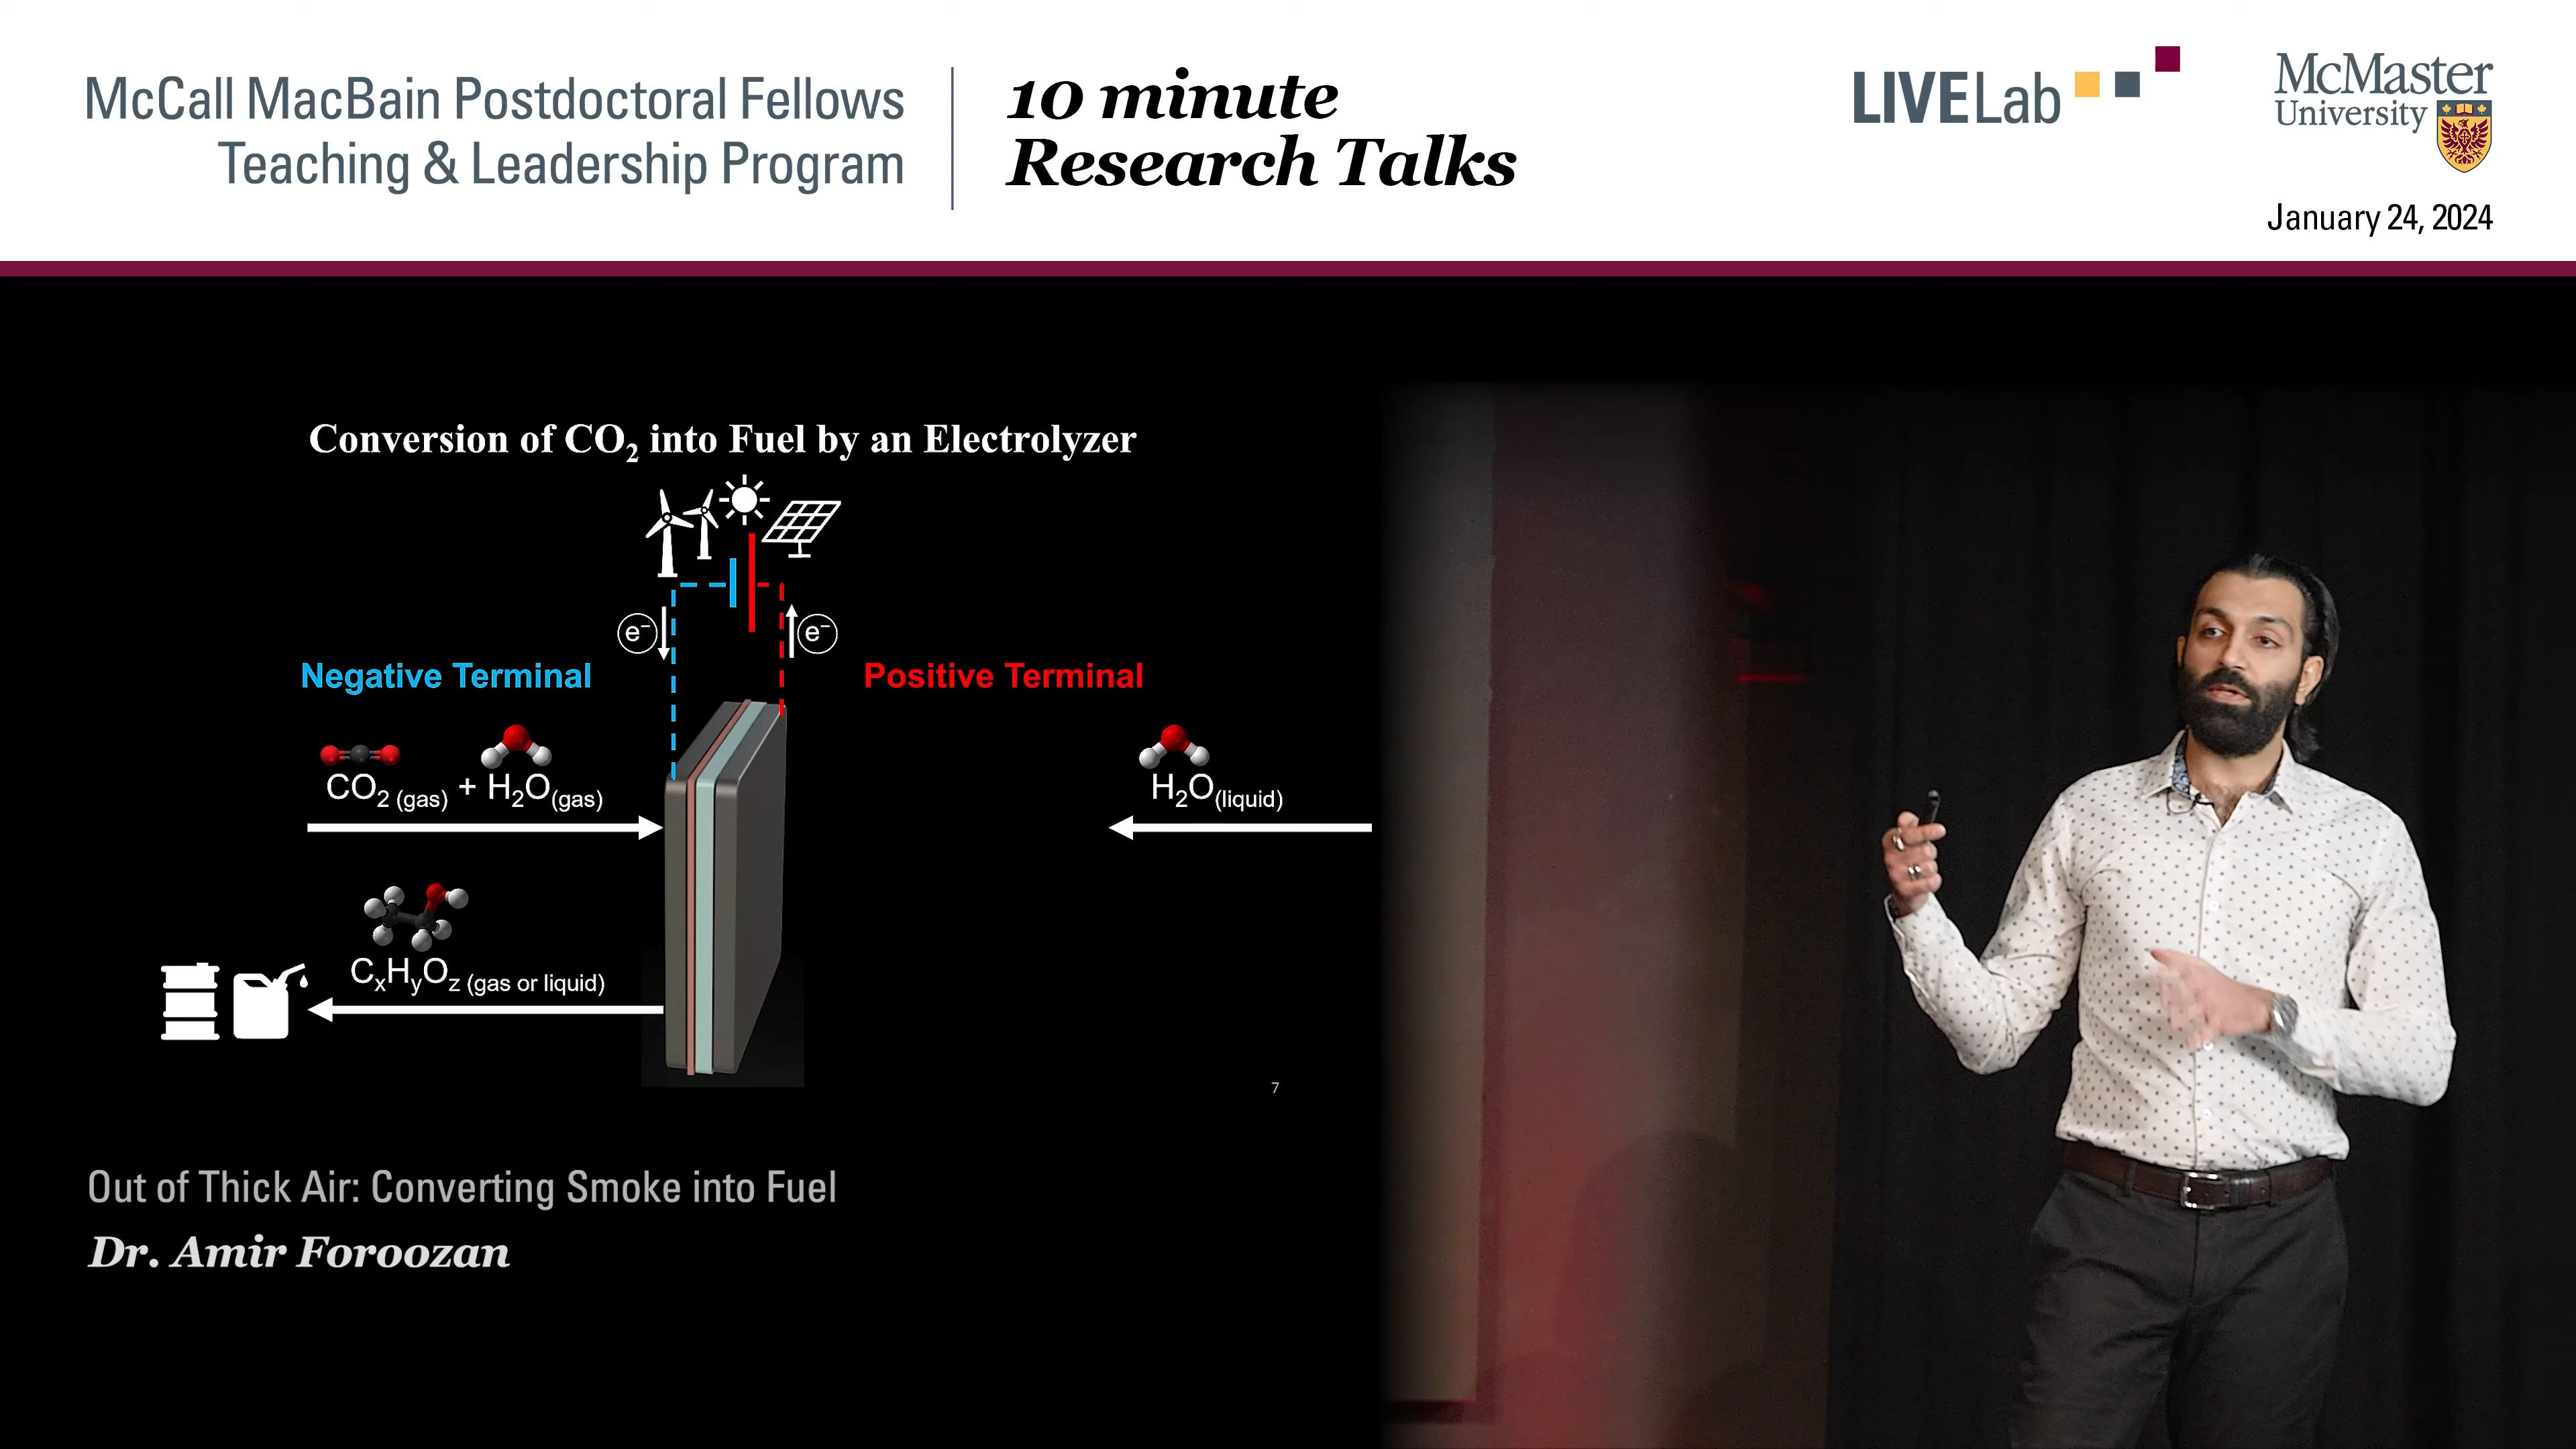 McCall MacBain Postdoctoral Fellows
Teaching & Leadership Program
10 minute
Research Talks
LIVELab
McMaster
University
January 24, 2024
Conversion of CO₂ into Fuel by an Electrolyzer
e⁻
e⁻
Negative Terminal
Positive Terminal
CO₂ (gas) + H₂O(gas)
H₂O(liquid)
CxHyOz (gas or liquid)
7
Out of Thick Air: Converting Smoke into Fuel
Dr. Amir Foroozan